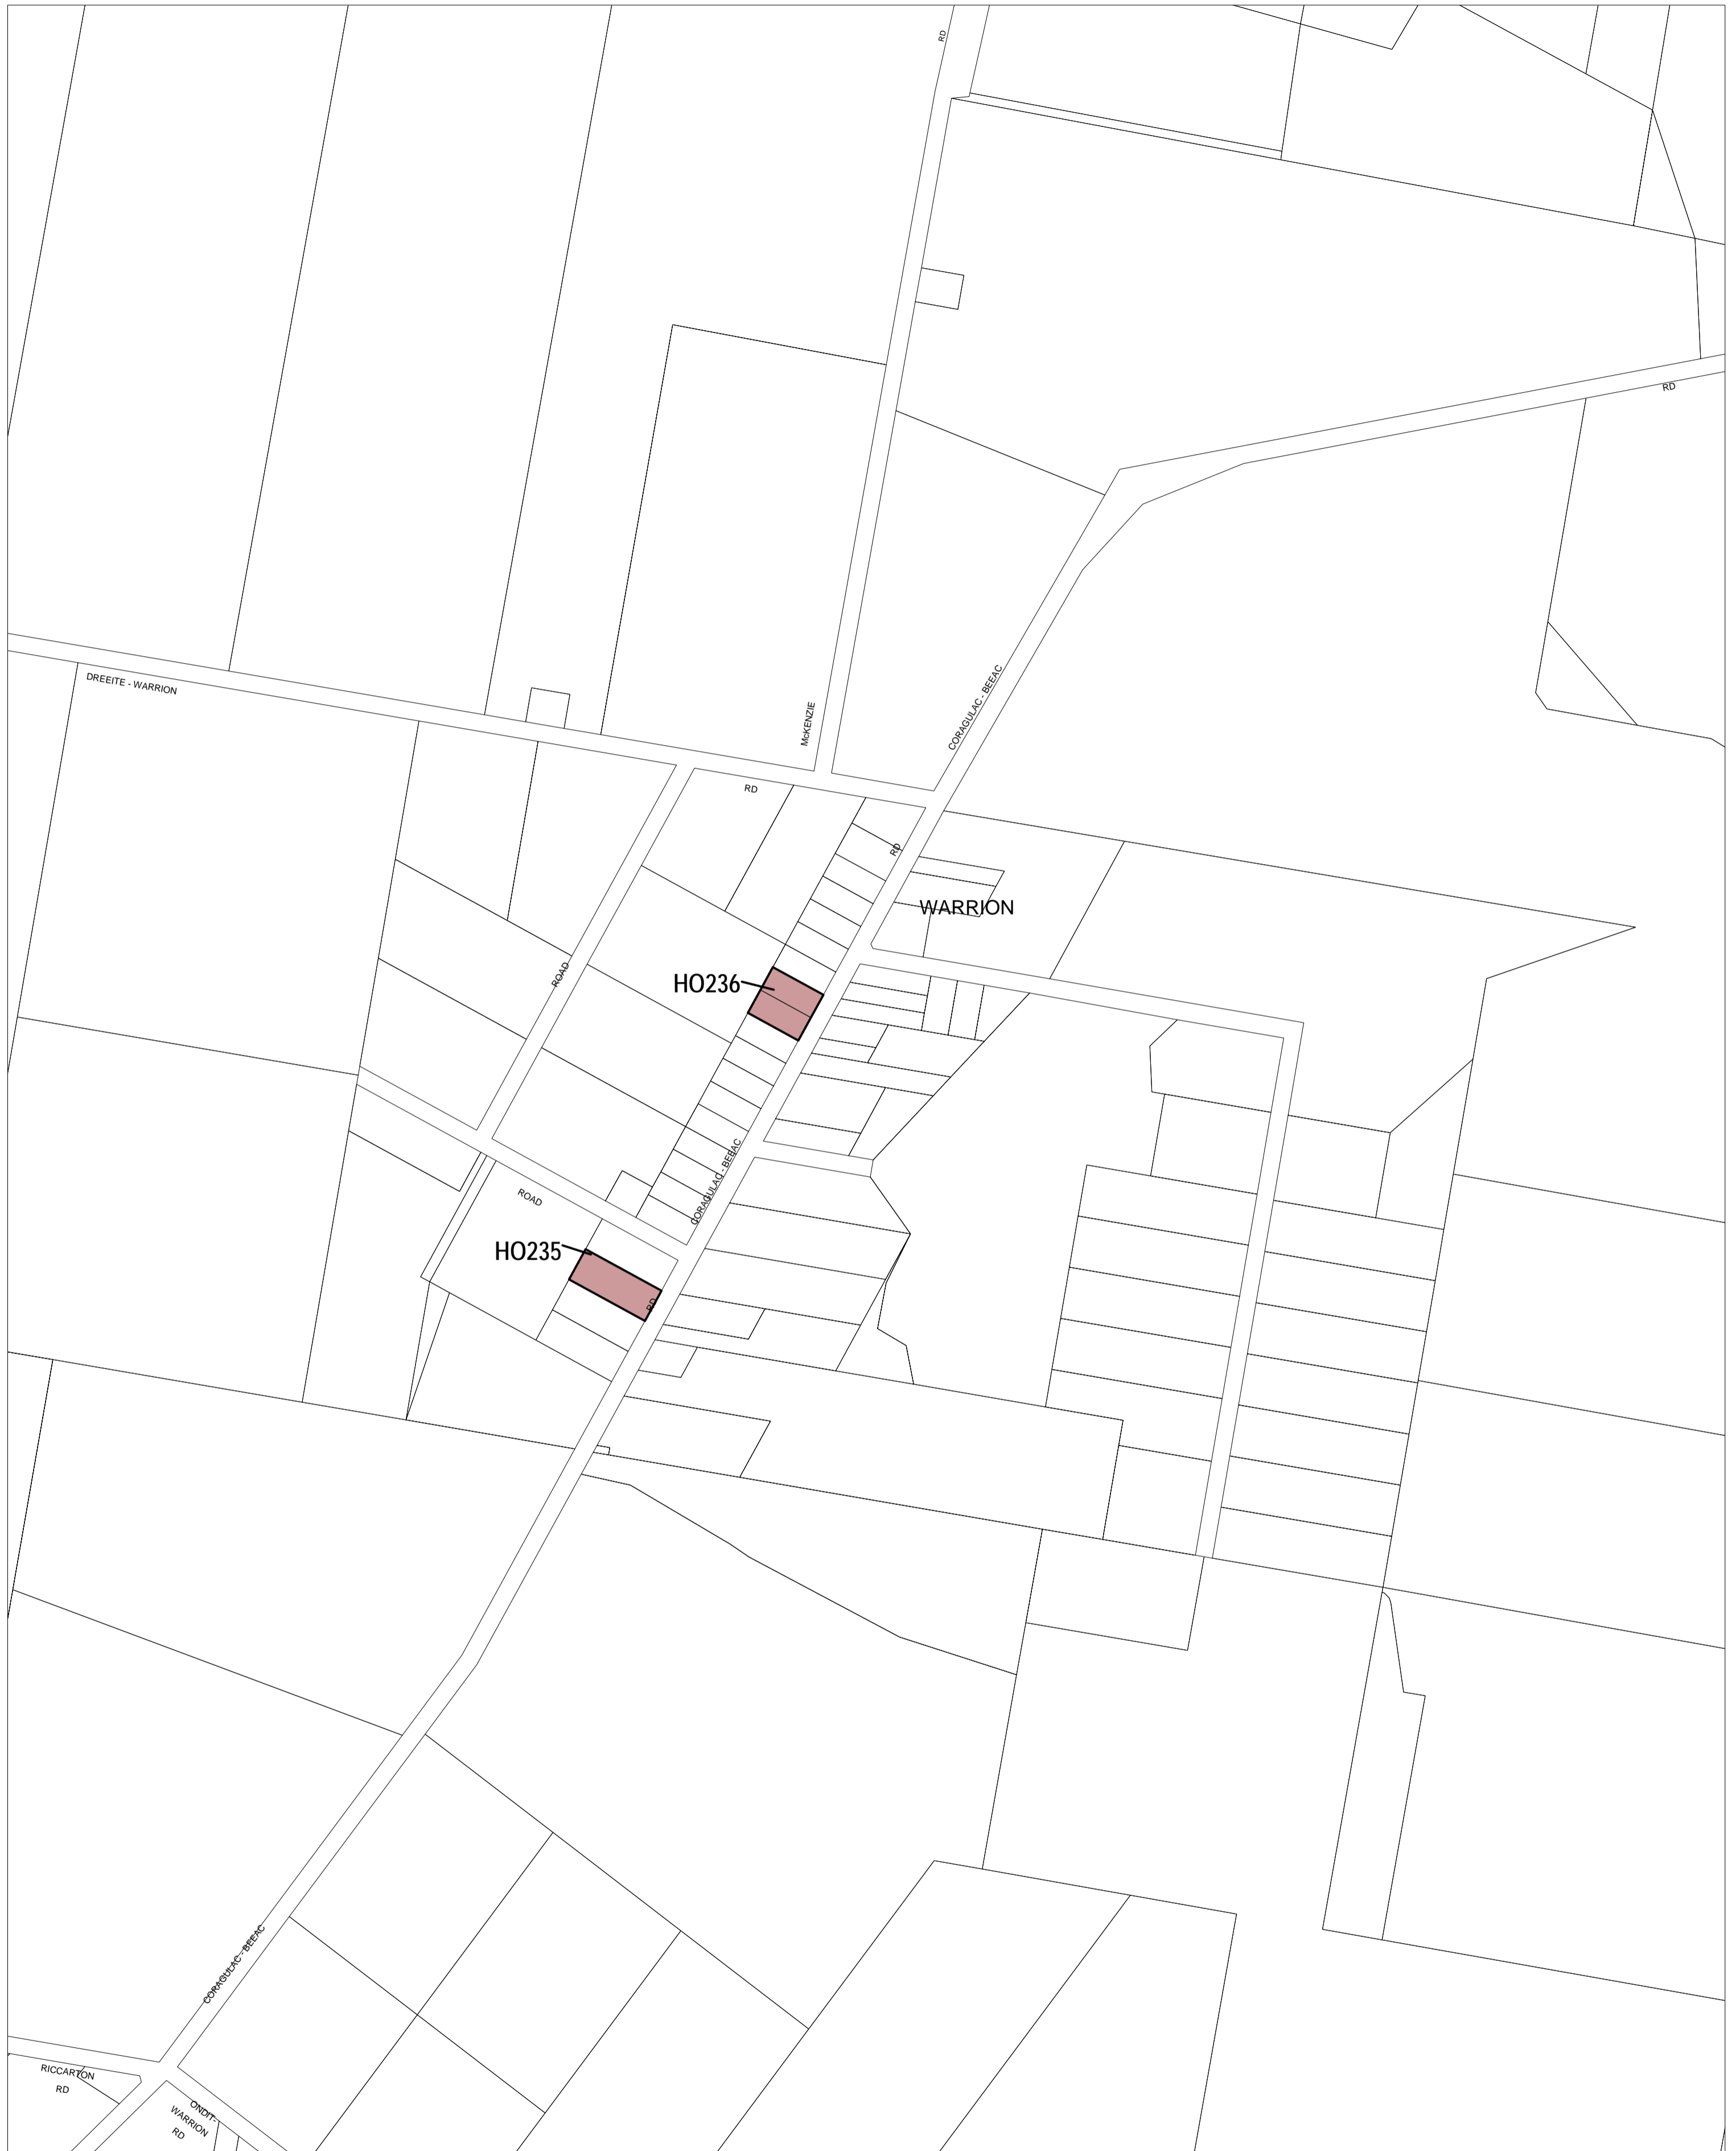 RD
RD
DREEITE - WARRION
McKENZIE
CORAGULAC - BEEAC
RD
RD
WARRION
ROAD
HO236
CORAGULAC - BEEAC
ROAD
HO235
RD
CORAGULAC - BEEAC
RICCARTON
RD
ONDIT-
WARRION
RD